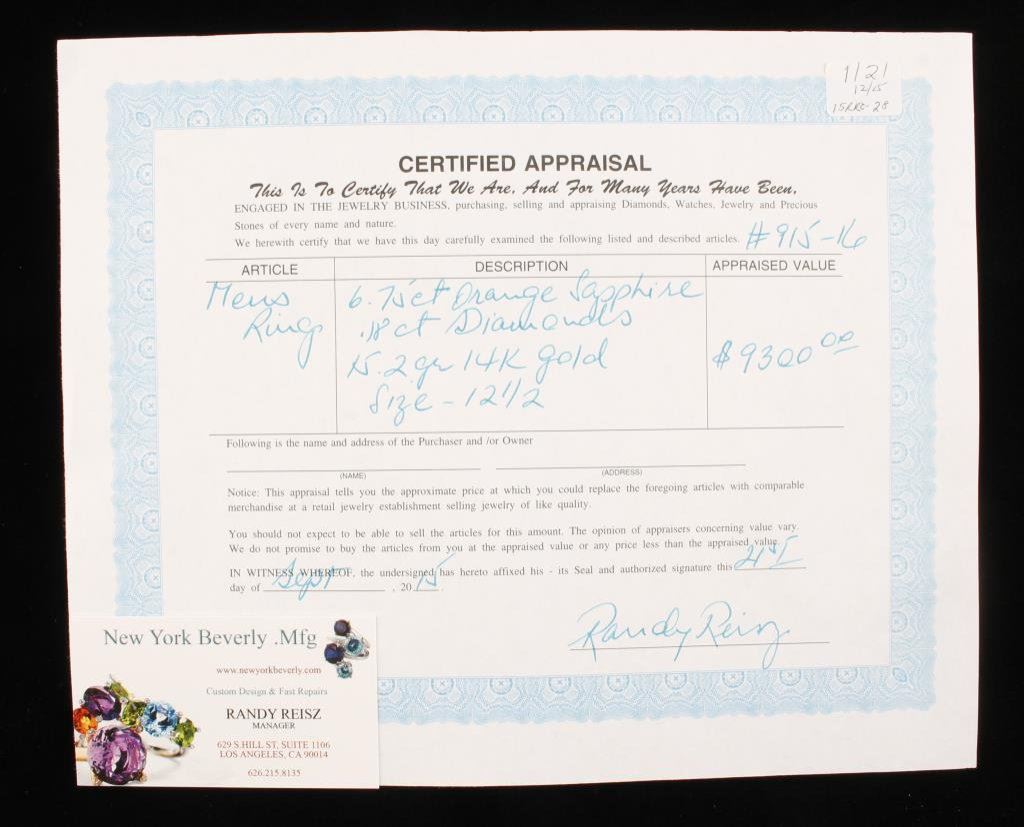 1/21
12/15
CERTIFIED APPRAISAL
This Is To Certify That We Are, And For Many Years Have Been,
ENGAGED IN THE JEWELRY BUSINESS, purchasing, selling and appraising Diamonds, Watches, Jewelry and Precious
Stones of every name and nature.
We herewith certify that we have this day carefully examined the following listed and described articles. #915-16
ARTICLE DESCRIPTION APPRAISED VALUE
Mens 6.75ct Orange Sapphire
Ring .18ct Diamonds
15.2gr 14K gold $9300.00
Size - 12 1/2
Following is the name and address of the Purchaser and /or Owner
(NAME) (ADDRESS)
Notice: This appraisal tells you the approximate price at which you could replace the foregoing articles with comparable
merchandise at a retail jewelry establishment selling jewelry of like quality.
You should not expect to be able to sell the articles for this amount. The opinion of appraisers concerning value vary.
We do not promise to buy the articles from you at the appraised value or any price less than the appraised value.
IN WITNESS WHEREOF, the undersigned has hereto affixed his - its Seal and authorized signature this
day of Sept, 20 15.
Randy Reisz
New York Beverly .Mfg
www.newyorkbeverly.com
Custom Design & Fast Repairs
RANDY REISZ
MANAGER
629 S.HILL ST, SUITE 1106
LOS ANGELES, CA 90014
626.215.8135